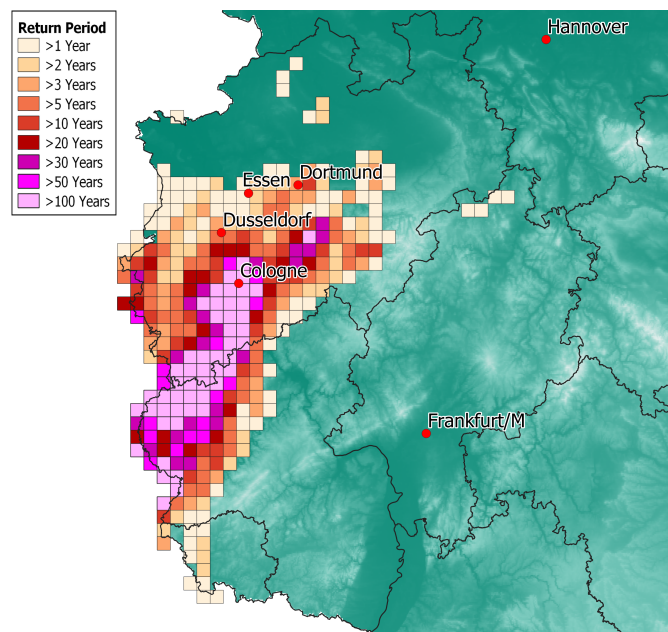 Return Period
>1 Year
>2 Years
>3 Years
>5 Years
>10 Years
>20 Years
>30 Years
>50 Years
>100 Years
Hannover
Dortmund
Essen
Dusseldorf
Cologne
Frankfurt/M